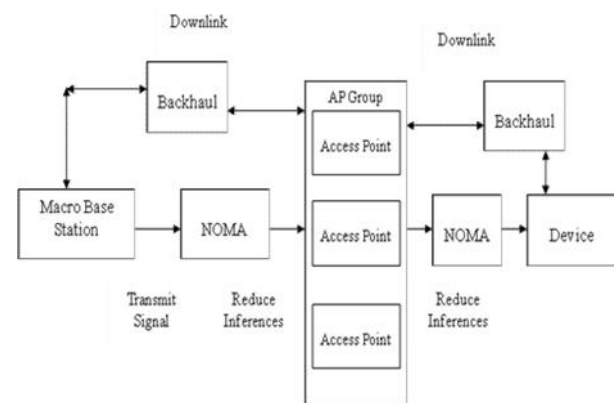 Downlink
Downlink
Backhaul
AP Group
Access Point
Backhaul
Macro Base
Station
NOMA
Access Point
NOMA
Device
Transmit
Signal
Reduce
Inferences
Reduce
Inferences
Access Point